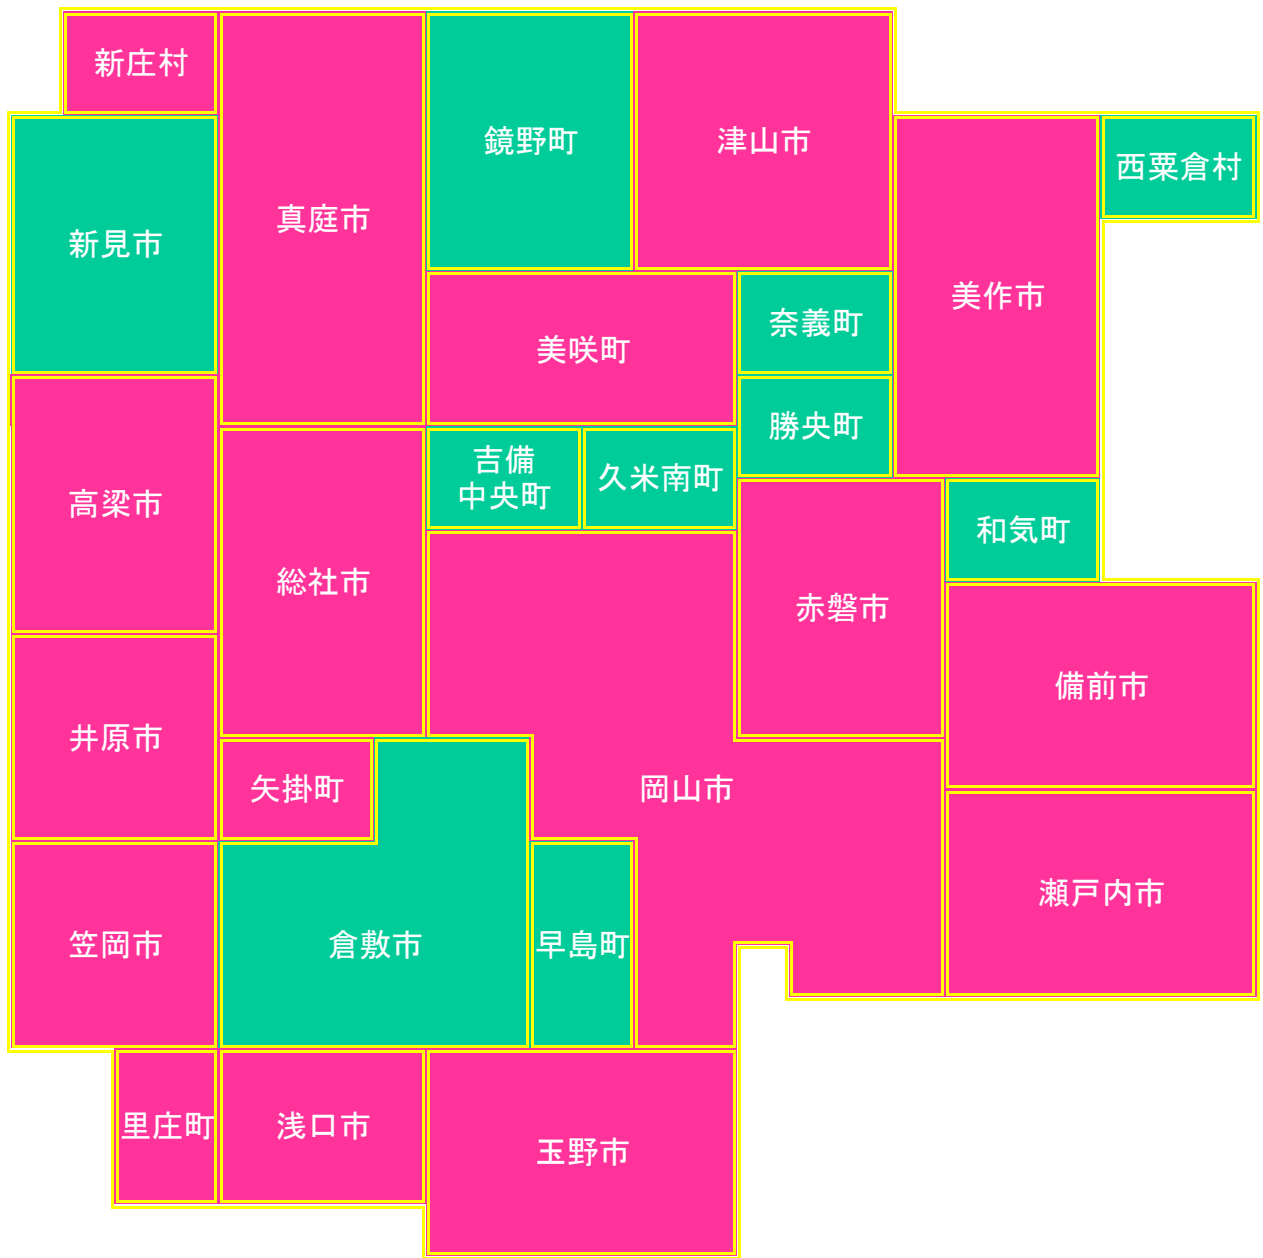 新庄村
鏡野町
津山市
西粟倉村
真庭市
新見市
美作市
奈義町
美咲町
勝央町
吉備
中央町
久米南町
高梁市
和気町
総社市
赤磐市
備前市
井原市
矢掛町
岡山市
瀬戸内市
笠岡市
倉敷市
早島町
里庄町
浅口市
玉野市